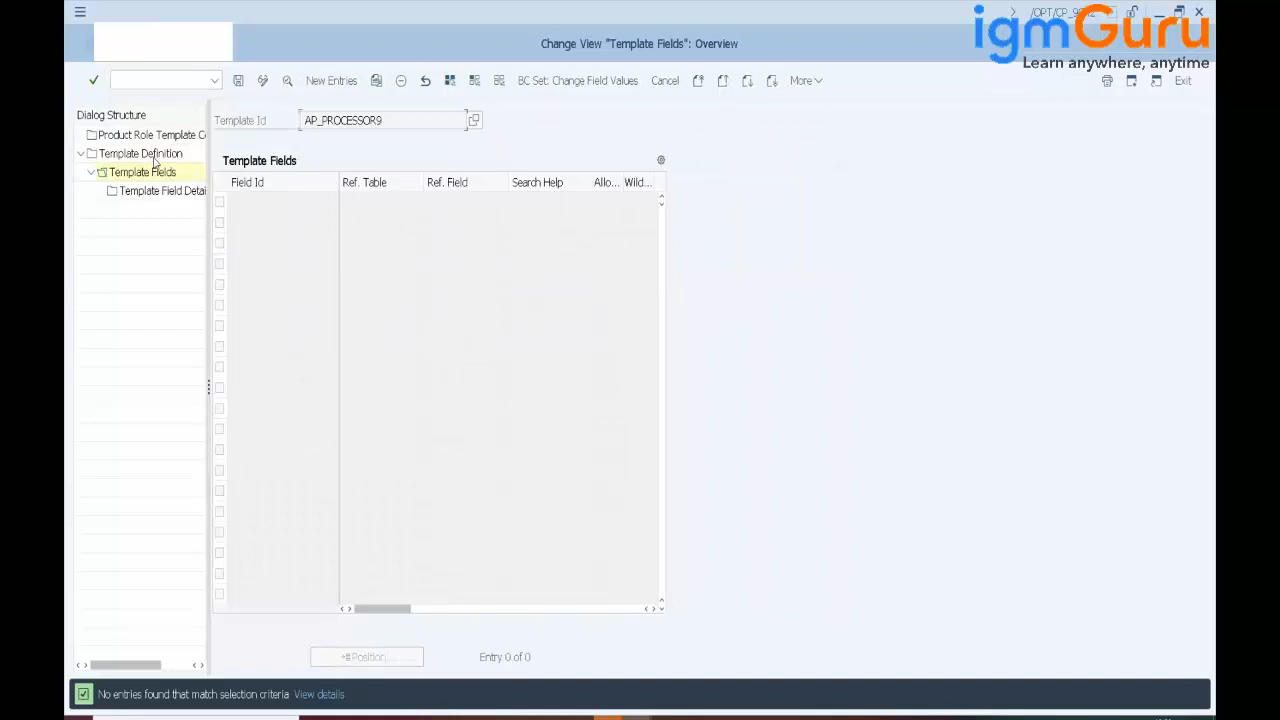 /OPT/CP_9
igmGuru
Learn anywhere, anytime
Change View "Template Fields": Overview
New Entries
BC Set: Change Field Values
Cancel
More
Exit
Dialog Structure
Product Role Template C
Template Definition
Template Fields
Template Field Detai
Template Id
AP_PROCESSOR9
Template Fields
Field Id
Ref. Table
Ref. Field
Search Help
Allo...
Wild...
Position...
Entry 0 of 0
No entries found that match selection criteria View details